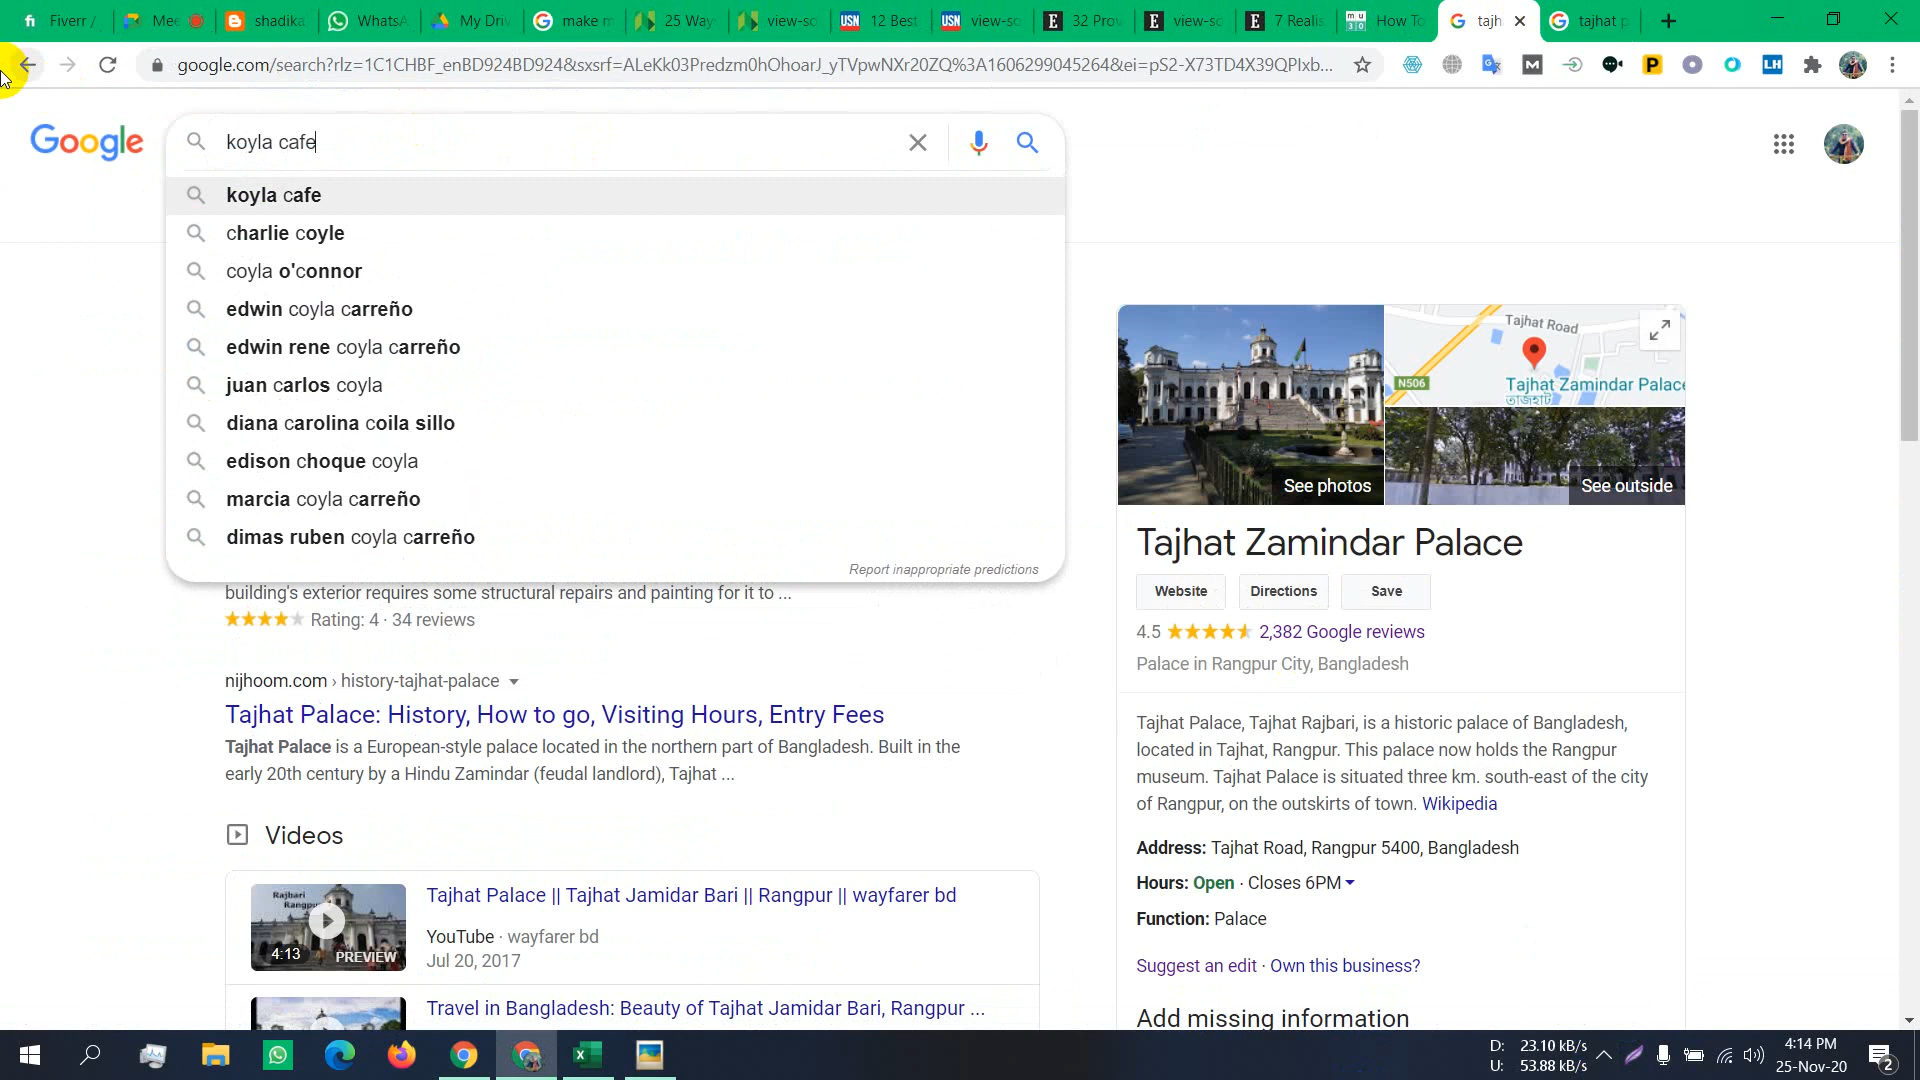 Fiverr /
Mee
shadika
WhatsA
My Driv
make m
25 Way
view-so
12 Best
view-so
32 Prov
view-so
7 Realis
How To
tajh
tajhat p
google.com/search?rlz=1C1CHBF_enBD924BD924&sxsrf=ALeKk03Predzm0hOhoarJ_yTVpwNXr20ZQ%3A1606299045264&ei=pS2-X73TD4X39QPIxb...
Google
koyla cafe
koyla cafe
charlie coyle
coyla o'connor
edwin coyla carreño
edwin rene coyla carreño
juan carlos coyla
diana carolina coila sillo
edison choque coyla
marcia coyla carreño
dimas ruben coyla carreño
Report inappropriate predictions
building's exterior requires some structural repairs and painting for it to ...
Rating: 4 · 34 reviews
nijhoom.com › history-tajhat-palace
Tajhat Palace: History, How to go, Visiting Hours, Entry Fees
Tajhat Palace is a European-style palace located in the northern part of Bangladesh. Built in the
early 20th century by a Hindu Zamindar (feudal landlord), Tajhat ...
Videos
Rajbari
Rangpur
4:13
PREVIEW
Tajhat Palace || Tajhat Jamidar Bari || Rangpur || wayfarer bd
YouTube · wayfarer bd
Jul 20, 2017
Travel in Bangladesh: Beauty of Tajhat Jamidar Bari, Rangpur ...
Tajhat Road
N506
Tajhat Zamindar Palace
তাজহাট
See photos
See outside
Tajhat Zamindar Palace
Website
Directions
Save
4.5
2,382 Google reviews
Palace in Rangpur City, Bangladesh
Tajhat Palace, Tajhat Rajbari, is a historic palace of Bangladesh,
located in Tajhat, Rangpur. This palace now holds the Rangpur
museum. Tajhat Palace is situated three km. south-east of the city
of Rangpur, on the outskirts of town. Wikipedia
Address: Tajhat Road, Rangpur 5400, Bangladesh
Hours: Open · Closes 6PM
Function: Palace
Suggest an edit · Own this business?
Add missing information
D: 23.10 kB/s
U: 53.88 kB/s
4:14 PM
25-Nov-20
2